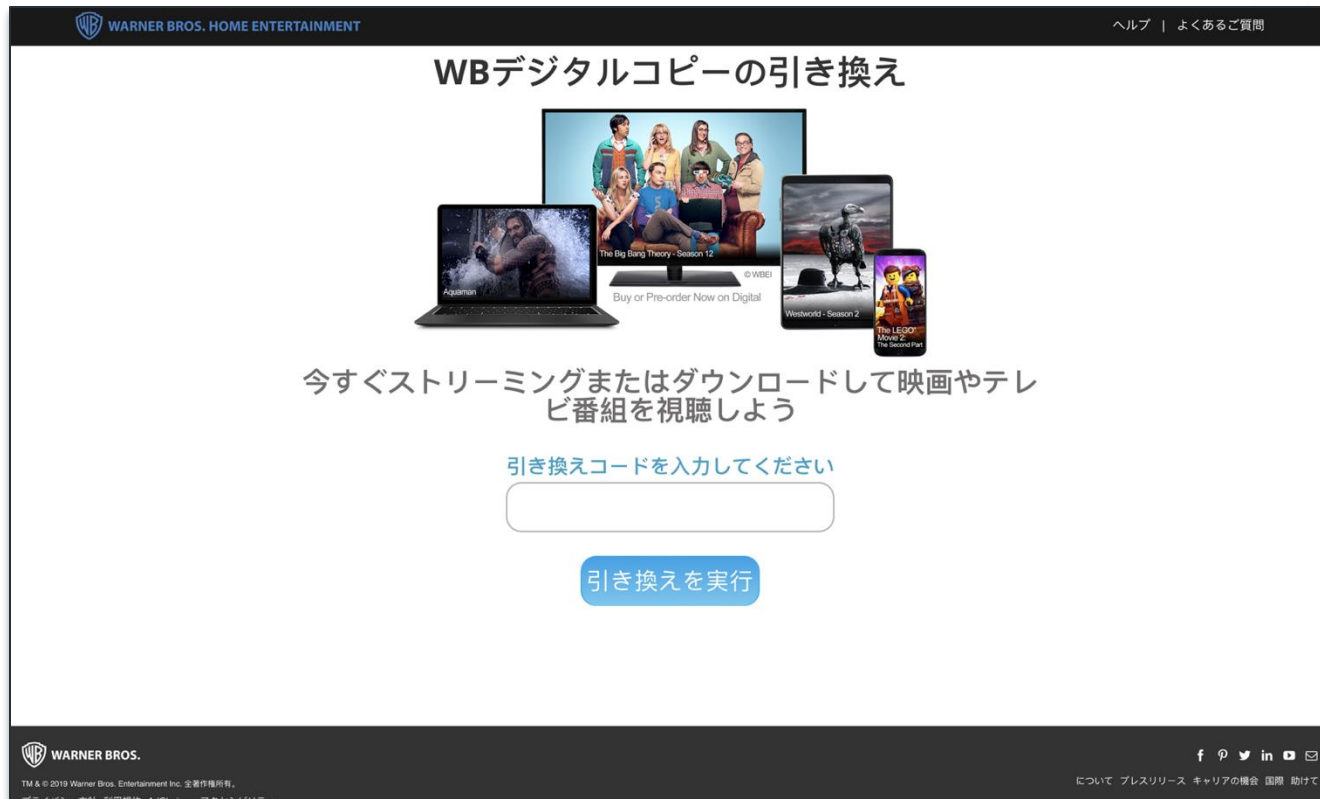 WARNER BROS. HOME ENTERTAINMENT
ヘルプ | よくあるご質問
WBデジタルコピーの引き換え
The Big Bang Theory - Season 12
©WBEI
Buy or Pre-order Now on Digital
Aquaman
Westworld - Season 2
The LEGO®
Movie 2:
The Second Part
今すぐストリーミングまたはダウンロードして映画やテレ
ビ番組を視聴しよう
引き換えコードを入力してください
引き換えを実行
WARNER BROS.
TM & © 2019 Warner Bros. Entertainment Inc. 全著作権所有。
について プレスリリース キャリアの機会 国際 助けて